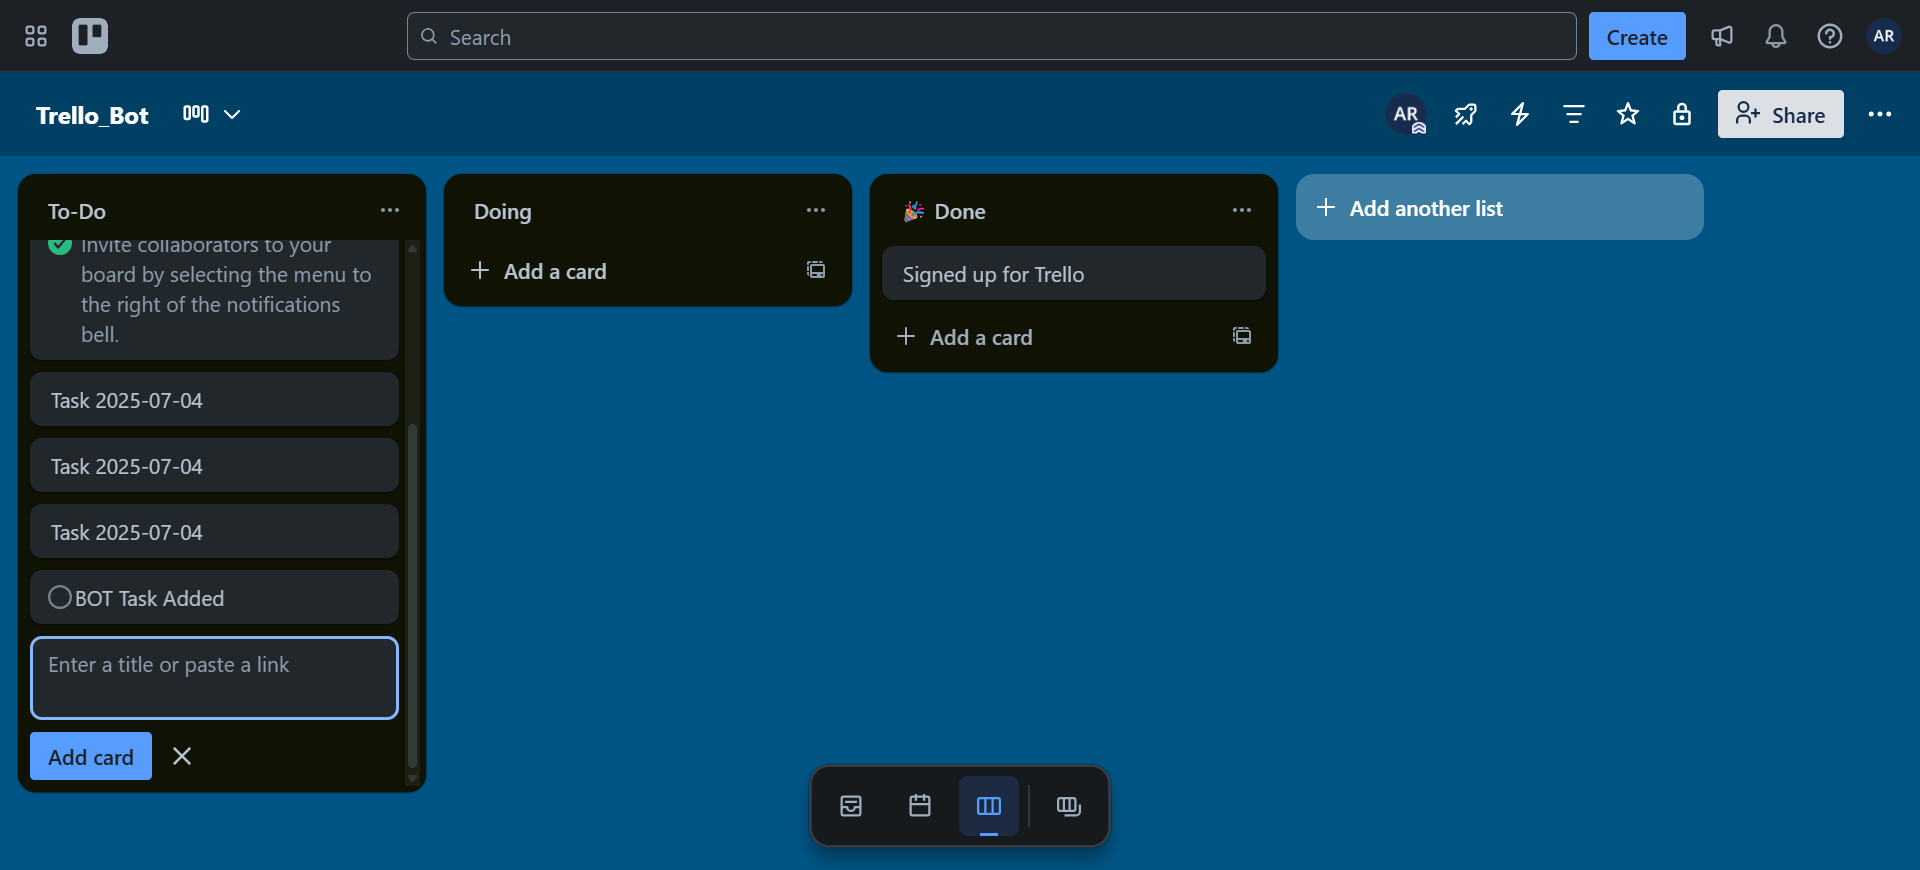 Search
Create
AR
Trello_Bot
AR
Share
To-Do
Invite collaborators to your
board by selecting the menu to
the right of the notifications
bell.
Task 2025-07-04
Task 2025-07-04
Task 2025-07-04
BOT Task Added
Enter a title or paste a link
Add card
Doing
Add a card
Done
Signed up for Trello
Add a card
Add another list